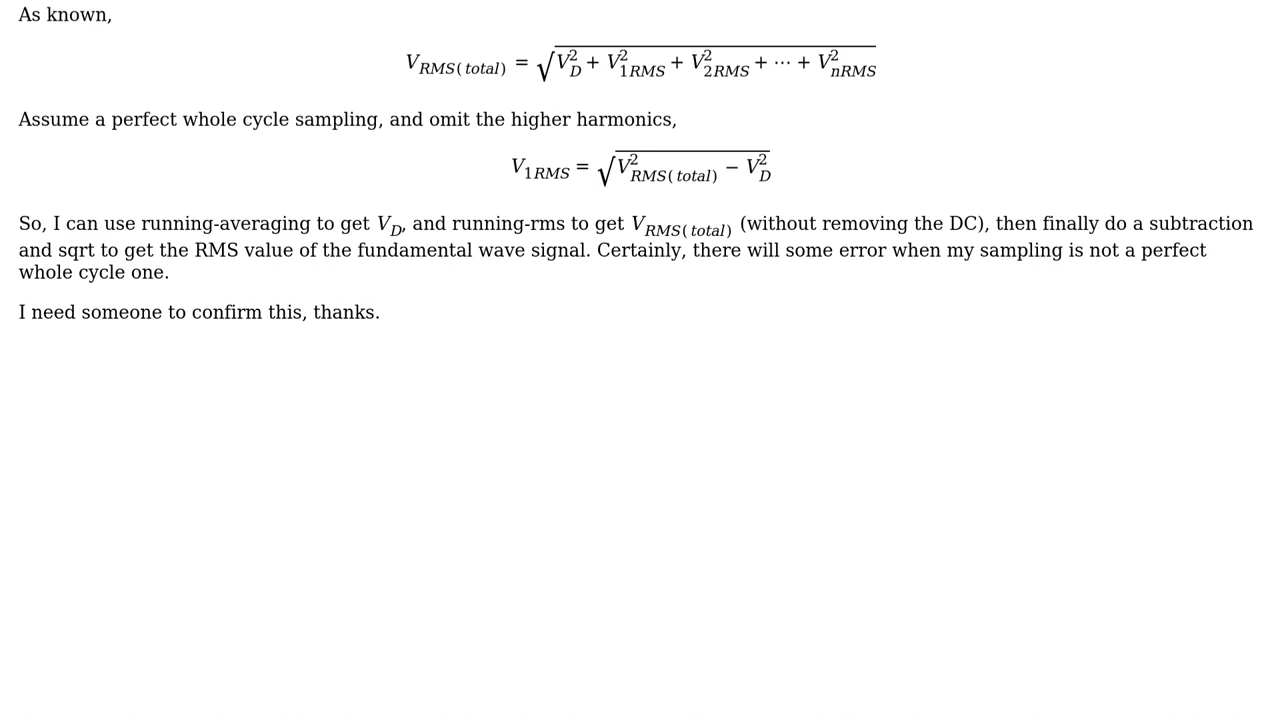 As known,
V_{RMS(total)} = \sqrt{V_D^2 + V_{1RMS}^2 + V_{2RMS}^2 + ⋯ + V_{nRMS}^2}
Assume a perfect whole cycle sampling, and omit the higher harmonics,
V_{1RMS} = \sqrt{V_{RMS(total)}^2 − V_D^2}
So, I can use running-averaging to get V_D, and running-rms to get V_{RMS(total)} (without removing the DC), then finally do a subtraction
and sqrt to get the RMS value of the fundamental wave signal. Certainly, there will some error when my sampling is not a perfect
whole cycle one.
I need someone to confirm this, thanks.